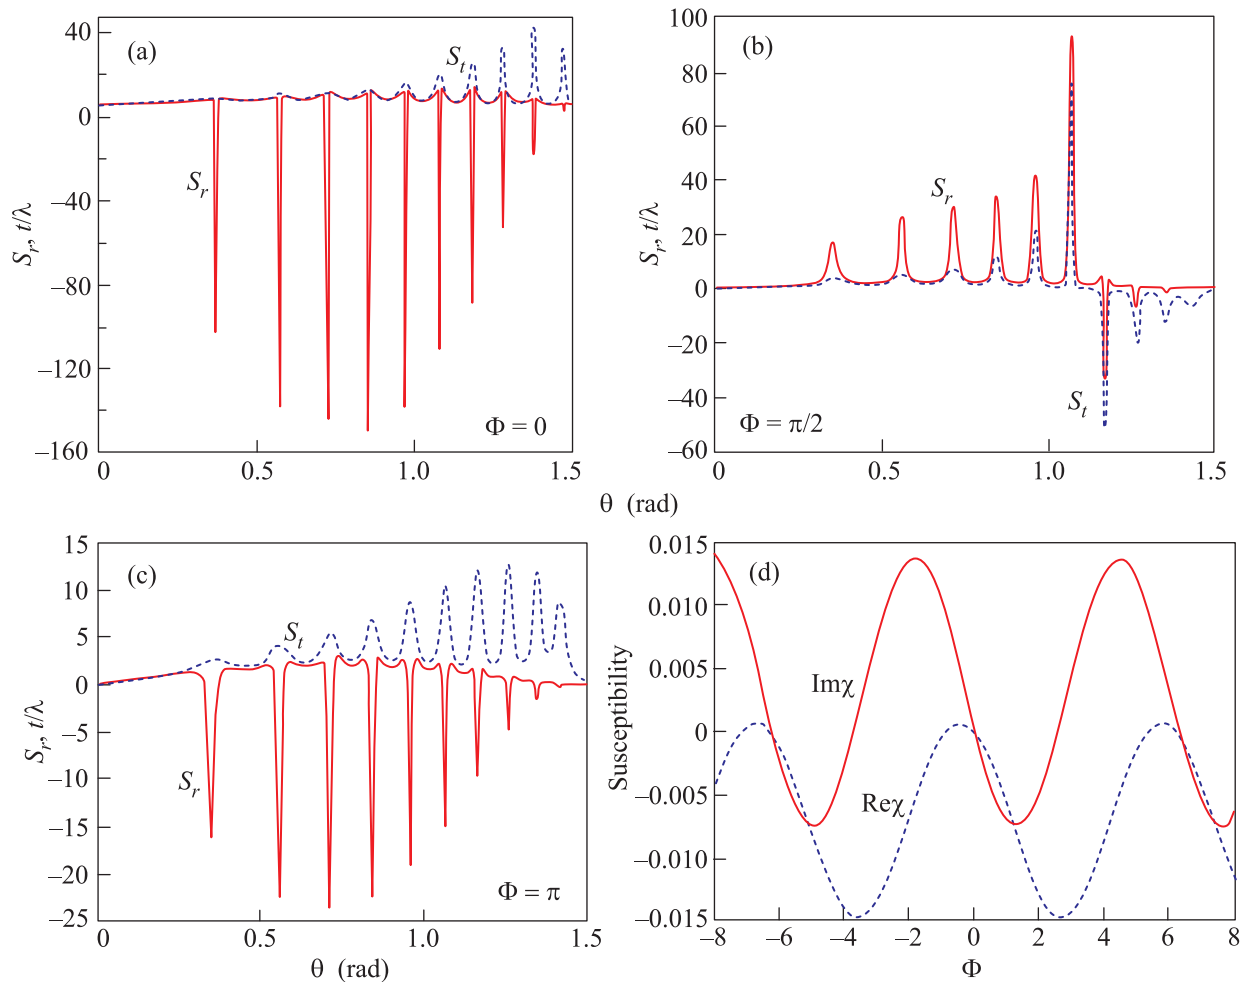 (a)
S_t
S_r
Φ = 0
S_r, t/λ
40
0
–40
–80
–120
–160
0
0.5
1.0
1.5
(b)
S_r
S_t
Φ = π/2
S_r, t/λ
100
80
60
40
20
0
–20
–40
–60
0
0.5
1.0
1.5
θ (rad)
(c)
S_t
S_r
Φ = π
S_r, t/λ
15
10
5
0
–5
–10
–15
–20
–25
0
0.5
1.0
1.5
θ (rad)
(d)
Imχ
Reχ
Susceptibility
0.015
0.010
0.005
0
–0.005
–0.010
–0.015
–8
–6
–4
–2
0
2
4
6
8
Φ